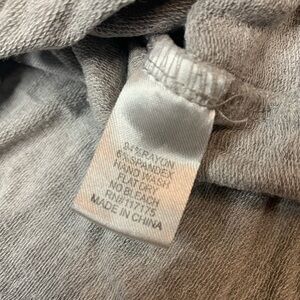 94%RAYON
6%SPANDEX
HAND WASH
FLAT DRY
NO BLEACH
RN#117175
MADE IN CHINA